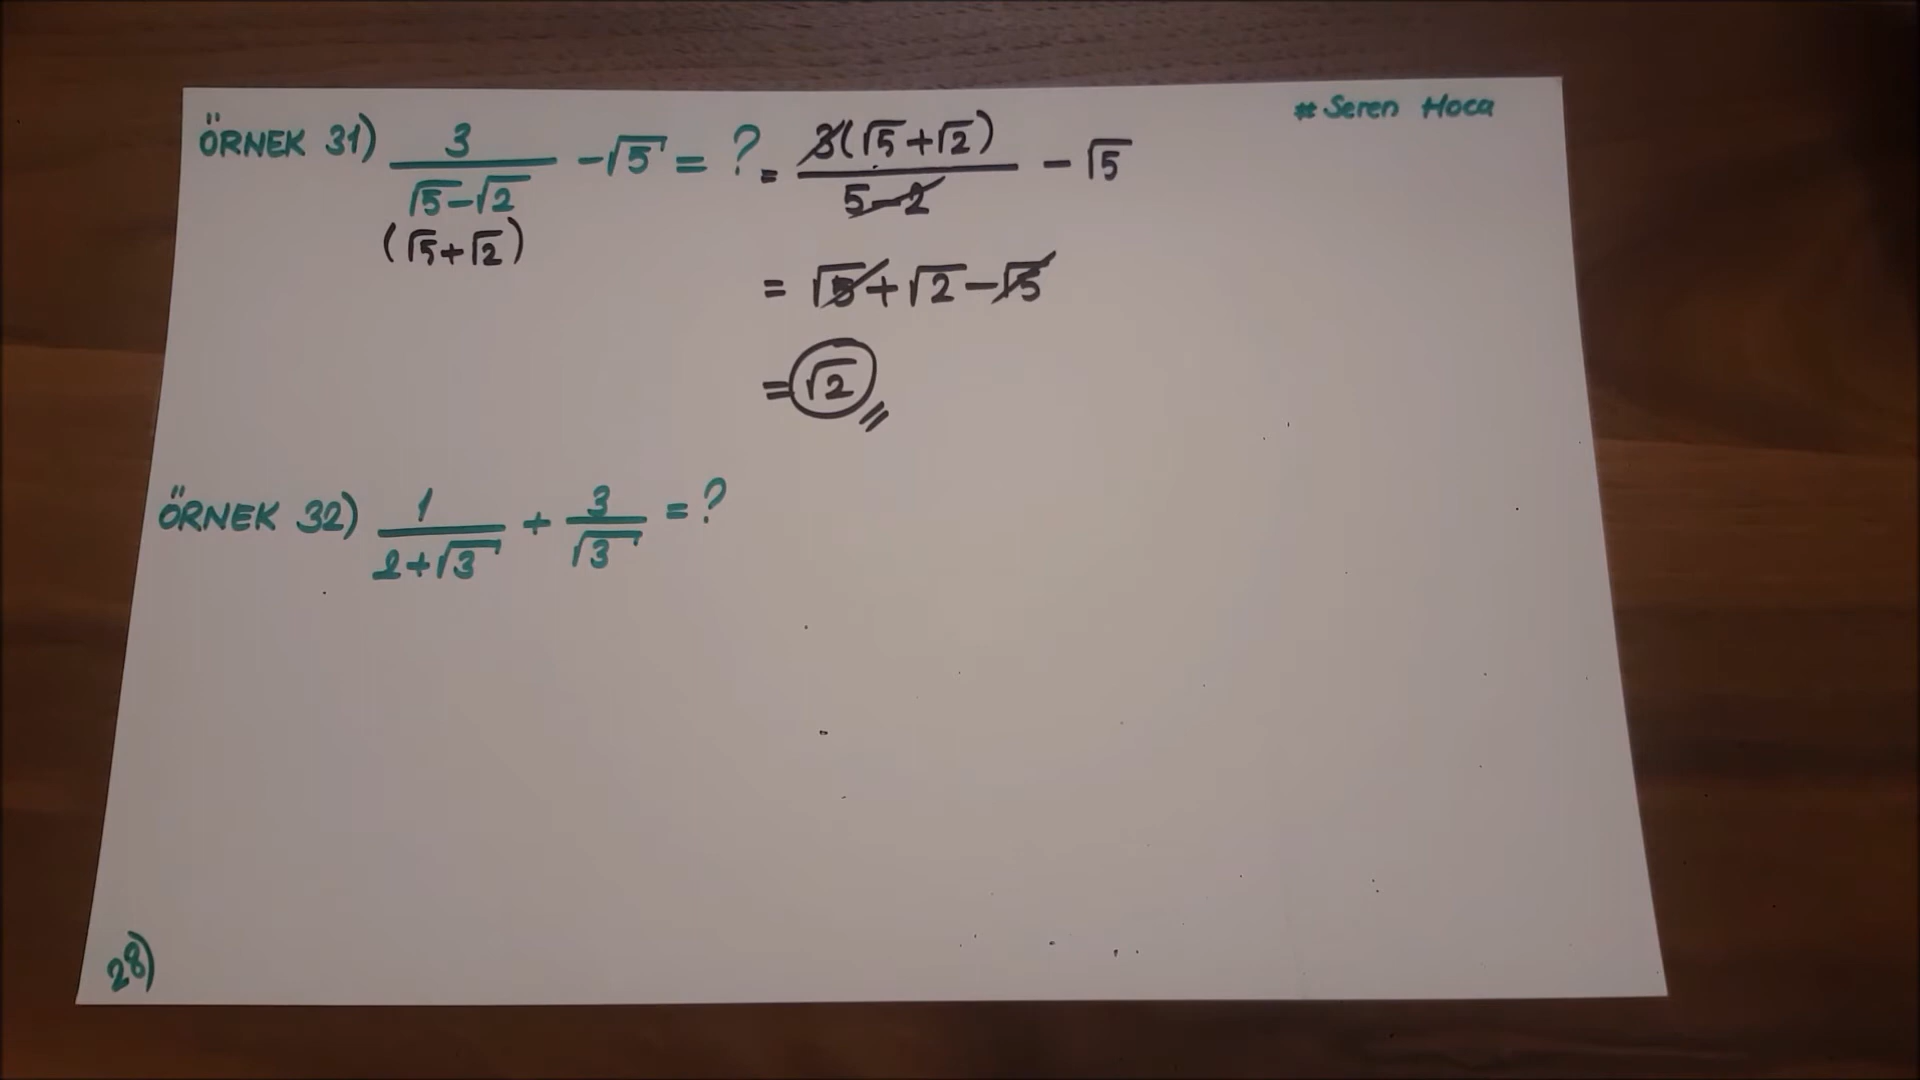 # Seren Hoca
ÖRNEK 31) 3/(√5-√2) -√5 = ? = 3(√5+√2)/(5-2) - √5
(√5+√2)
= √5+√2-√5
= √2
ÖRNEK 32) 1/(2+√3) + 3/√3 = ?
28)